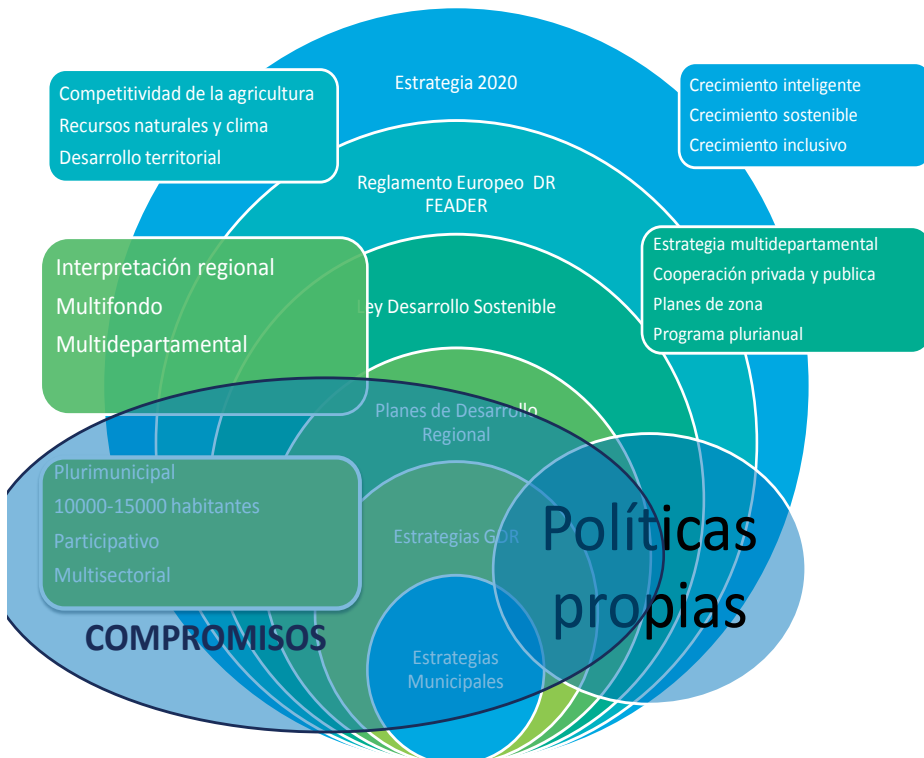 Estrategia 2020
Competitividad de la agricultura
Recursos naturales y clima
Desarrollo territorial
Crecimiento inteligente
Crecimiento sostenible
Crecimiento inclusivo
Reglamento Europeo DR
FEADER
Interpretación regional
Multifondo
Multidepartamental
Ley Desarrollo Sostenible
Estrategia multidepartamental
Cooperación privada y publica
Planes de zona
Programa plurianual
Planes de Desarrollo
Regional
Plurimunicipal
10000-15000 habitantes
Participativo
Multisectorial
Estrategias GDR
Políticas
propias
COMPROMISOS
Estrategias
Municipales